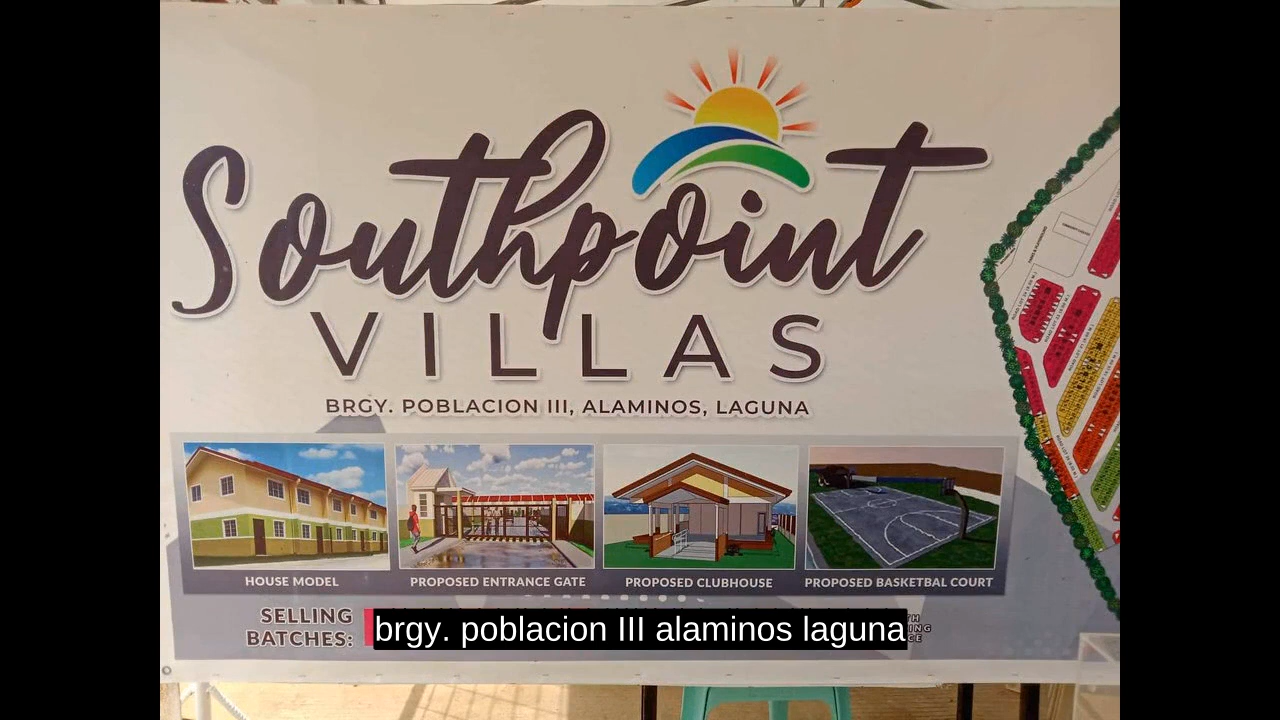 Southpoint
VILLAS
BRGY. POBLACION III, ALAMINOS, LAGUNA
HOUSE MODEL
PROPOSED ENTRANCE GATE
PROPOSED CLUBHOUSE
PROPOSED BASKETBAL COURT
SELLING
BATCHES:
brgy. poblacion III alaminos laguna